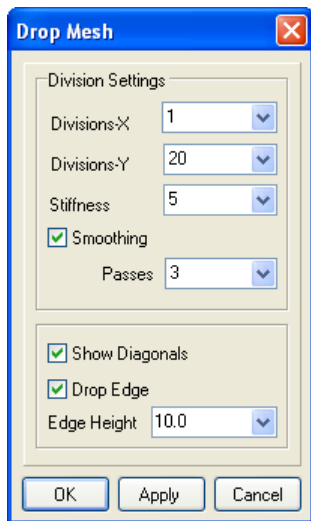 Drop Mesh
Division Settings
Divisions-X 1
Divisions-Y 20
Stiffness 5
Smoothing
Passes 3
Show Diagonals
Drop Edge
Edge Height 10.0
OK Apply Cancel